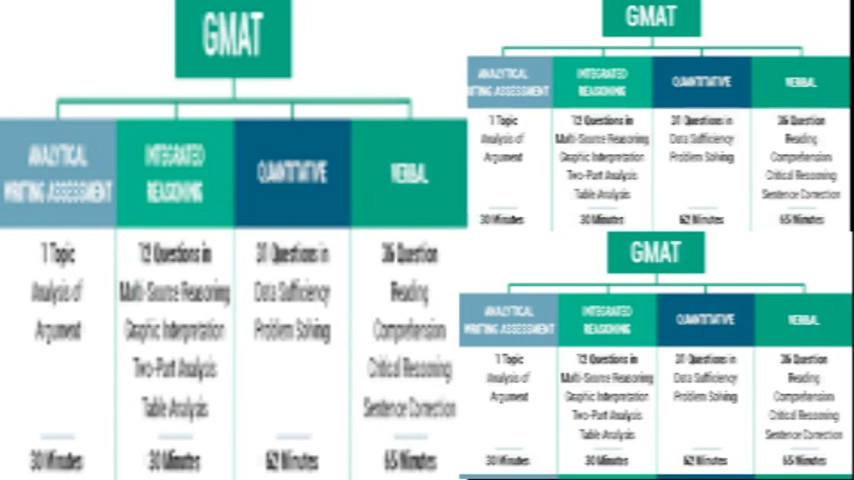 GMAT
ANALYTICAL WRITING ASSESSMENT
INTEGRATED REASONING
QUANTITATIVE
VERBAL
1 Topic
Analysis of
Argument
30 Minutes
12 Questions in
Multi-Source Reasoning
Graphic Interpretation
Two-Part Analysis
Table Analysis
30 Minutes
31 Questions in
Data Sufficiency
Problem Solving
62 Minutes
36 Question
Reading
Comprehension
Critical Reasoning
Sentence Correction
65 Minutes
GMAT
ANALYTICAL
RITING ASSESSMENT
INTEGRATED
REASONING
QUANTITATIVE
VERBAL
1 Topic
Analysis of
Argument
30 Minutes
12 Questions in
Multi-Source Reasoning
Graphic Interpretation
Two-Part Analysis
Table Analysis
30 Minutes
31 Questions in
Data Sufficiency
Problem Solving
62 Minutes
36 Question
Reading
Comprehension
Critical Reasoning
Sentence Correction
65 Minutes
GMAT
ANALYTICAL
WRITING ASSESSMENT
INTEGRATED
REASONING
QUANTITATIVE
VERBAL
1 Topic
Analysis of
Argument
30 Minutes
12 Questions in
Multi-Source Reasoning
Graphic Interpretation
Two-Part Analysis
Table Analysis
30 Minutes
31 Questions in
Data Sufficiency
Problem Solving
62 Minutes
36 Question
Reading
Comprehension
Critical Reasoning
Sentence Correction
65 Minutes